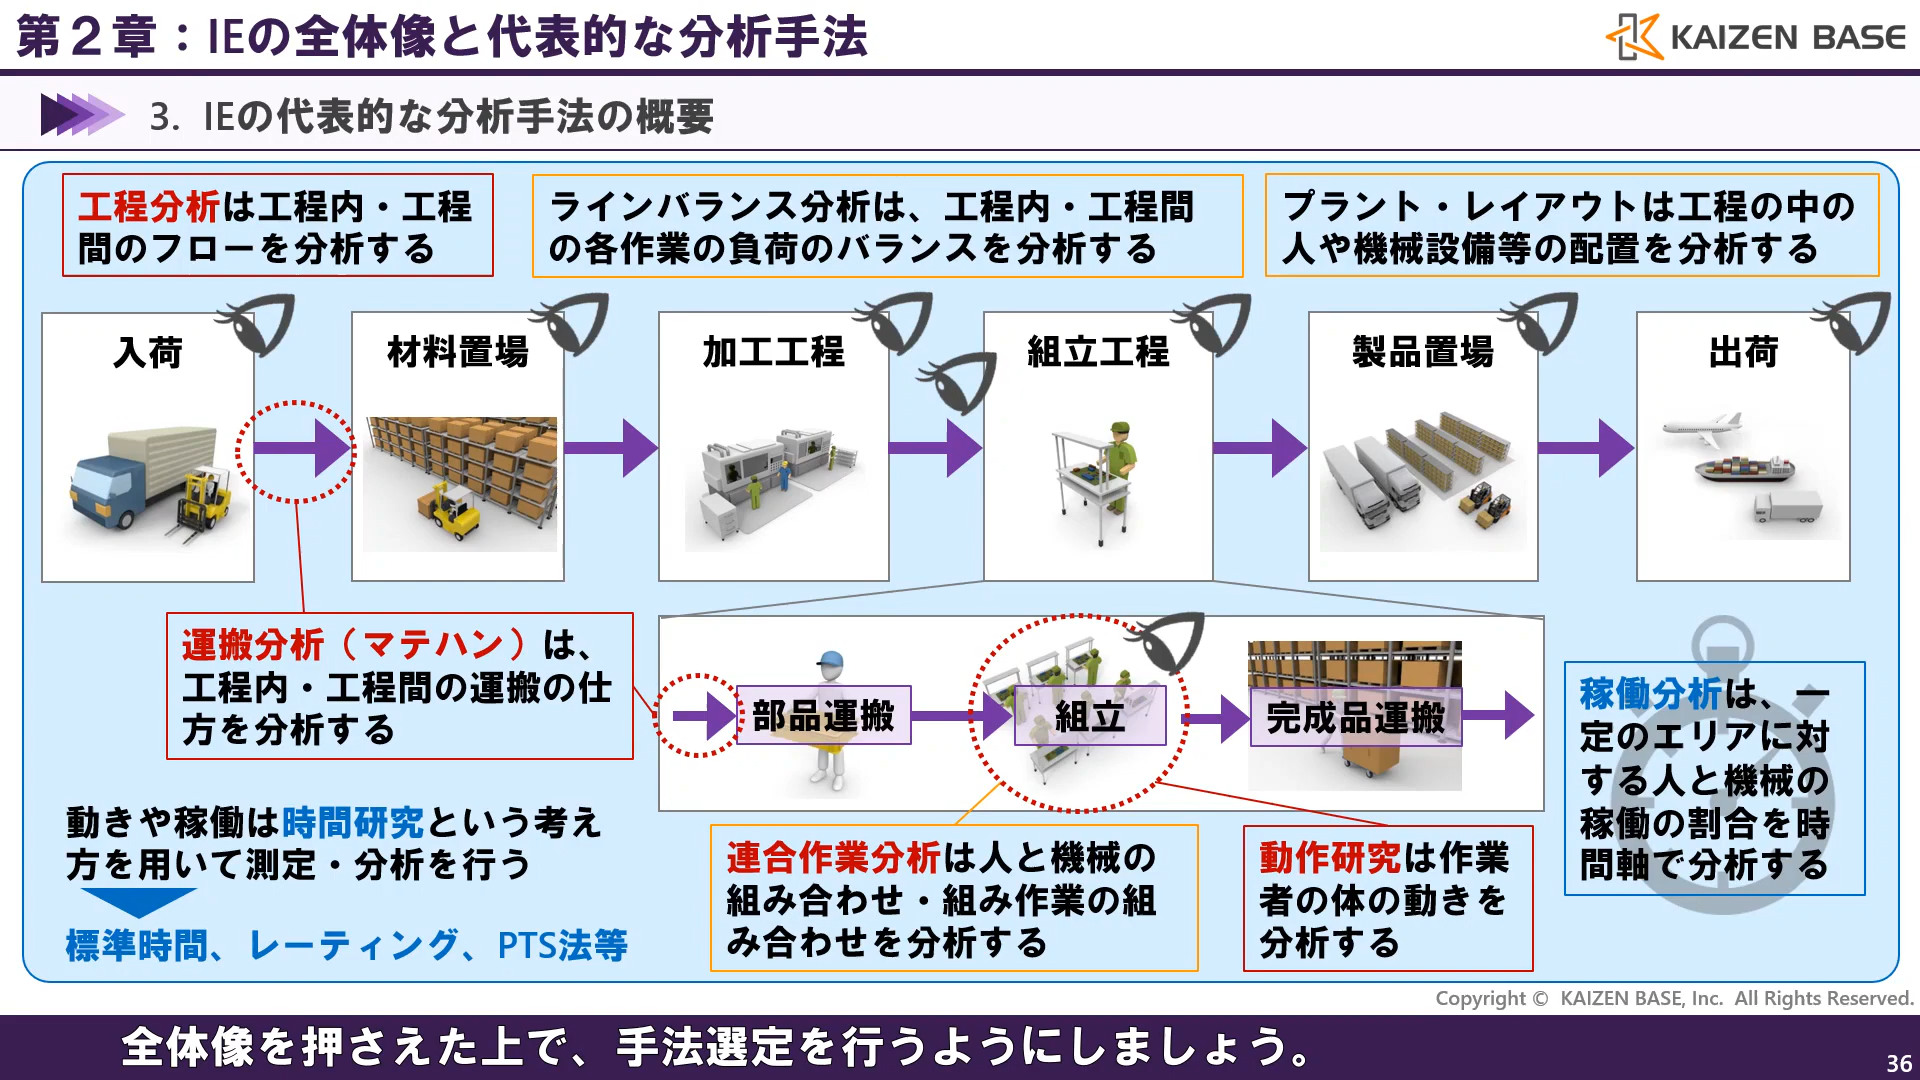 第２章：IEの全体像と代表的な分析手法
KAIZEN BASE
3. IEの代表的な分析手法の概要
工程分析は工程内・工程
間のフローを分析する
ラインバランス分析は、工程内・工程間
の各作業の負荷のバランスを分析する
プラント・レイアウトは工程の中の
人や機械設備等の配置を分析する
入荷
材料置場
加工工程
組立工程
製品置場
出荷
運搬分析（マテハン）は、
工程内・工程間の運搬の仕
方を分析する
部品運搬
組立
完成品運搬
稼働分析は、一
定のエリアに対
する人と機械の
稼働の割合を時
間軸で分析する
動きや稼働は時間研究という考え
方を用いて測定・分析を行う
標準時間、レーティング、PTS法等
連合作業分析は人と機械の
組み合わせ・組み作業の組
み合わせを分析する
動作研究は作業
者の体の動きを
分析する
Copyright © KAIZEN BASE, Inc. All Rights Reserved.
全体像を押さえた上で、手法選定を行うようにしましょう。
36